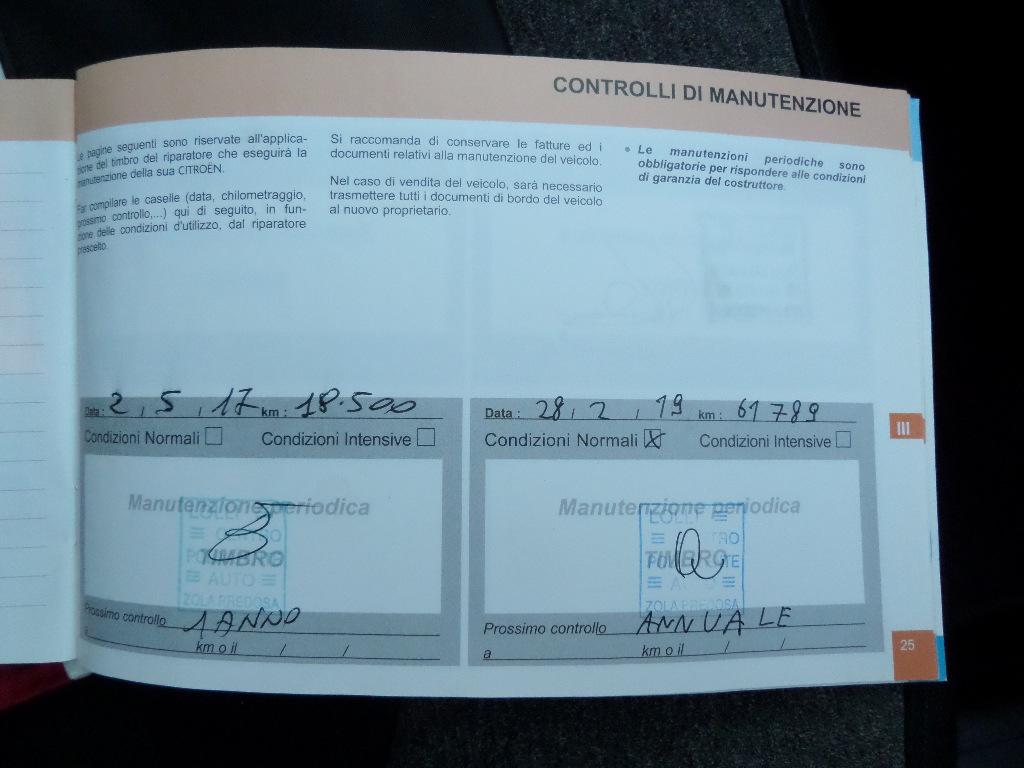 CONTROLLI DI MANUTENZIONE
Le pagine seguenti sono riservate all'applica-
zione del timbro del riparatore che eseguirà la
manutenzione della sua CITROËN.
Far compilare le caselle (data, chilometraggio,
prossimo controllo,...) qui di seguito, in fun-
zione delle condizioni d'utilizzo, dal riparatore
prescelto.
Si raccomanda di conservare le fatture ed i
documenti relativi alla manutenzione del veicolo.
Nel caso di vendita del veicolo, sarà necessario
trasmettere tutti i documenti di bordo del veicolo
al nuovo proprietario.
• Le manutenzioni periodiche sono
obbligatorie per rispondere alle condizioni
di garanzia del costruttore.
Data : 2 / 5 / 17 km : 18.500
Condizioni Normali Condizioni Intensive
Manutenzione periodica
TIMBRO
AUTO
ZOLA PREDOSA
Prossimo controllo 1 ANNO
a km o il / /
Data : 28 / 2 / 19 km : 61789
Condizioni Normali X Condizioni Intensive
Manutenzione periodica
TIMBRO
ZOLA PREDOSA
Prossimo controllo ANNUALE
a km o il / /
III
25